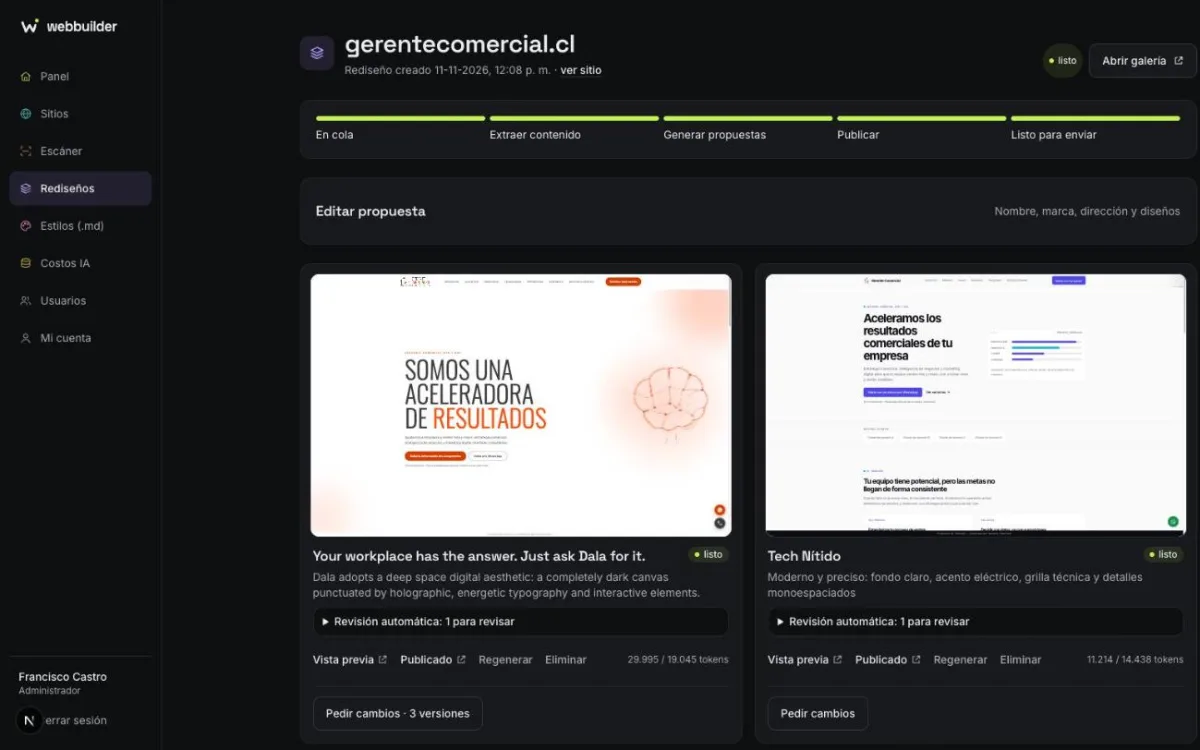 webbuilder
Panel
Sitios
Escáner
Rediseños
Estilos (.md)
Costos IA
Usuarios
Mi cuenta
Francisco Castro
Administrador
N
errar sesión
gerentecomercial.cl
Rediseño creado 11-11-2026, 12:08 p. m. · ver sitio
listo
Abrir galería
En cola
Extraer contenido
Generar propuestas
Publicar
Listo para enviar
Editar propuesta
Nombre, marca, dirección y diseños
SOMOS UNA
ACELERADORA
DE RESULTADOS
Your workplace has the answer. Just ask Dala for it.
listo
Dala adopts a deep space digital aesthetic: a completely dark canvas
punctuated by holographic, energetic typography and interactive elements.
Revisión automática: 1 para revisar
Vista previa
Publicado
Regenerar
Eliminar
29.995 / 19.045 tokens
Pedir cambios · 3 versiones
Aceleramos los
resultados
comerciales de tu
empresa
Tu equipo tiene potencial, pero las metas no
llegan de forma consistente
Tech Nítido
listo
Moderno y preciso: fondo claro, acento eléctrico, grilla técnica y detalles
monoespaciados
Revisión automática: 1 para revisar
Vista previa
Publicado
Regenerar
Eliminar
11.214 / 14.438 tokens
Pedir cambios